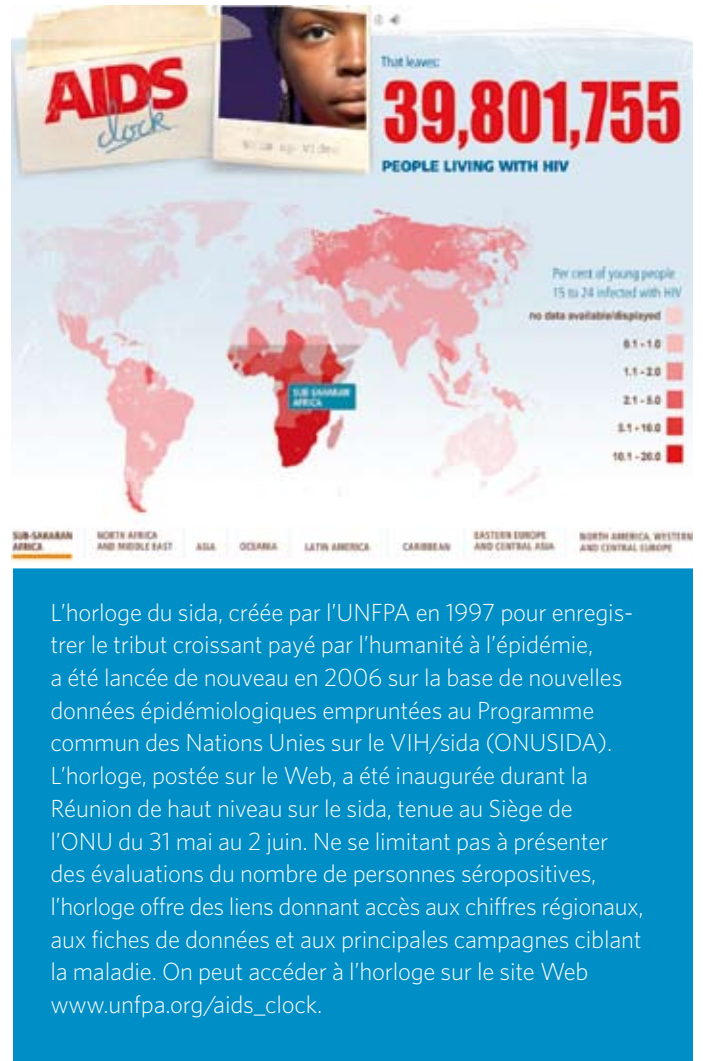 AIDS
clock
That leaves:
39,801,755
PEOPLE LIVING WITH HIV
Per cent of young people
15 to 24 infected with HIV
no data available/displayed
0.1 - 1.0
1.1 - 2.0
2.1 - 5.0
5.1 - 10.0
10.1 - 20.0
SUB-SAHARAN
AFRICA
SUB-SAHARAN
AFRICA
NORTH AFRICA
AND MIDDLE EAST
ASIA
OCEANIA
LATIN AMERICA
CARIBBEAN
EASTERN EUROPE
AND CENTRAL ASIA
NORTH AMERICA, WESTERN
AND CENTRAL EUROPE
L’horloge du sida, créée par l’UNFPA en 1997 pour enregis-
trer le tribut croissant payé par l’humanité à l’épidémie,
a été lancée de nouveau en 2006 sur la base de nouvelles
données épidémiologiques empruntées au Programme
commun des Nations Unies sur le VIH/sida (ONUSIDA).
L’horloge, postée sur le Web, a été inaugurée durant la
Réunion de haut niveau sur le sida, tenue au Siège de
l’ONU du 31 mai au 2 juin. Ne se limitant pas à présenter
des évaluations du nombre de personnes séropositives,
l’horloge offre des liens donnant accès aux chiffres régionaux,
aux fiches de données et aux principales campagnes ciblant
la maladie. On peut accéder à l’horloge sur le site Web
www.unfpa.org/aids_clock.